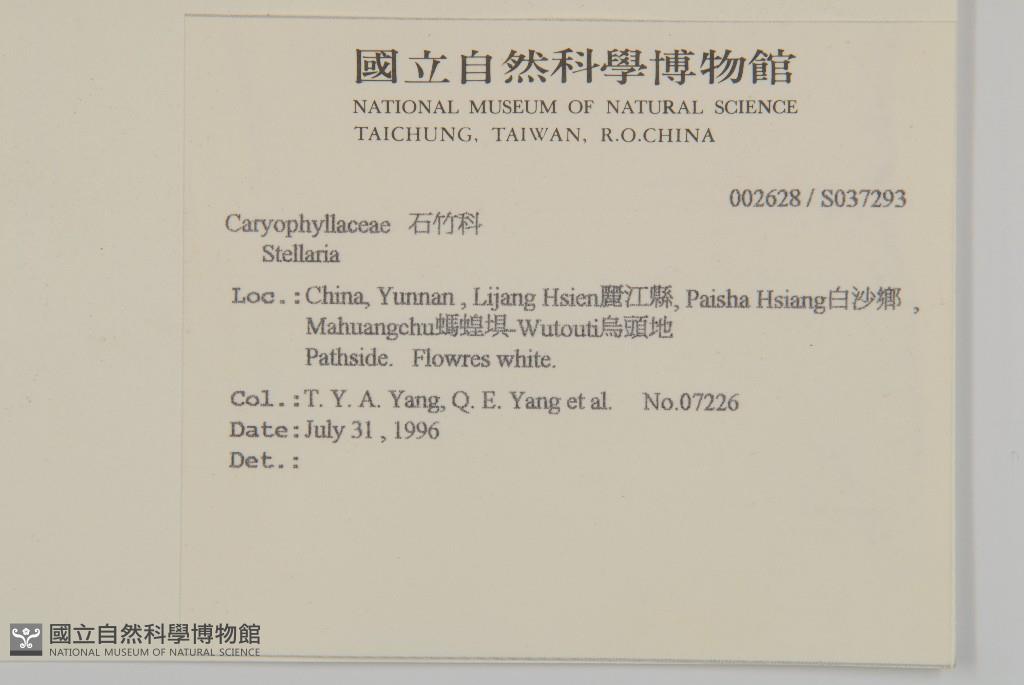 國立自然科學博物館
NATIONAL MUSEUM OF NATURAL SCIENCE
TAICHUNG, TAIWAN, R.O.CHINA
002628 / S037293
Caryophyllaceae 石竹科
Stellaria
Loc.:China, Yunnan , Lijang Hsien麗江縣, Paisha Hsiang白沙鄉 ,
Mahuangchu螞蝗埧-Wutouti烏頭地
Pathside. Flowres white.
Col.:T. Y. A. Yang, Q. E. Yang et al. No.07226
Date:July 31 , 1996
Det.:
國立自然科學博物館
NATIONAL MUSEUM OF NATURAL SCIENCE